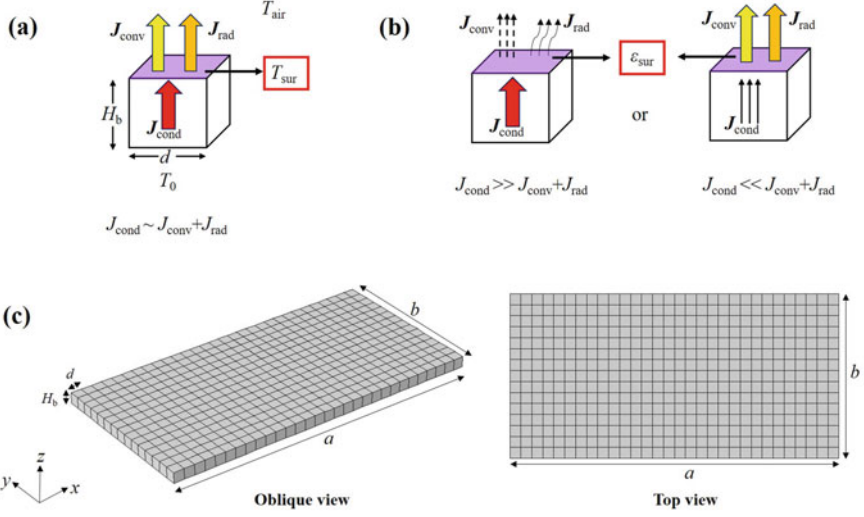 (a)
J_conv
J_rad
T_air
T_sur
H_b
J_cond
d
T_0
J_cond ~ J_conv+J_rad
(b)
J_conv
J_rad
J_cond
J_cond >> J_conv+J_rad
ε_sur
or
J_conv
J_rad
J_cond
J_cond << J_conv+J_rad
(c)
d
H_b
b
a
z
y
x
Oblique view
b
a
Top view